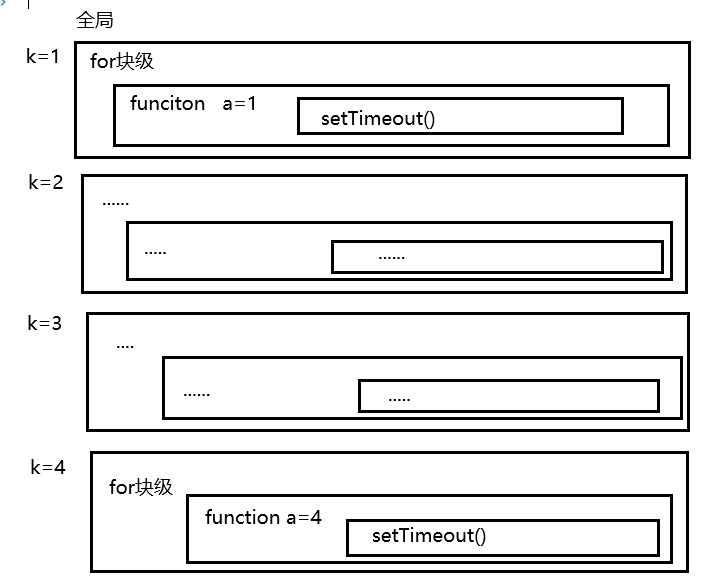 全局
k=1
for块级
funciton a=1
setTimeout()
k=2
......
.....
......
k=3
....
......
.....
k=4
for块级
function a=4
setTimeout()